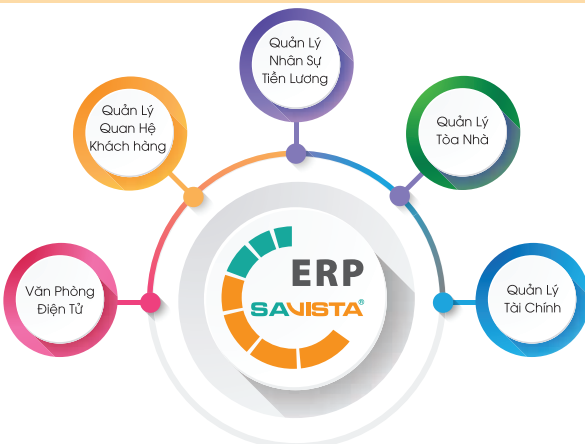 Quản Lý
Nhân Sự
Tiền Lương
Quản Lý
Quan Hệ
Khách hàng
Quản Lý
Tòa Nhà
Văn Phòng
Điện Tử
ERP
SAVISTA®
Quản Lý
Tài Chính